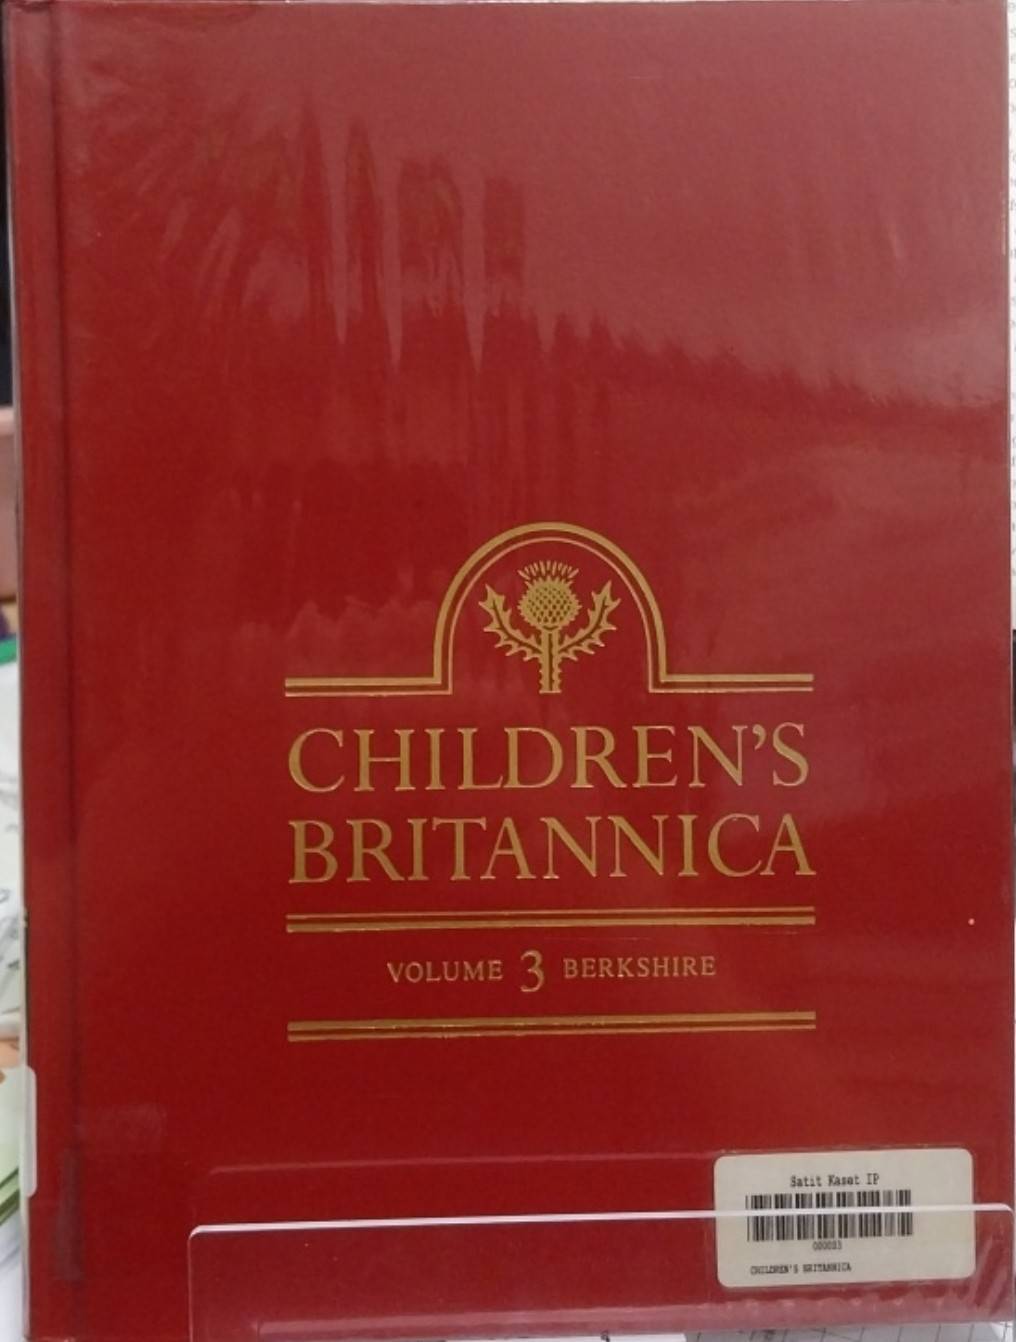 CHILDREN'S
BRITANNICA
VOLUME 3 BERKSHIRE
Satit Kaset IP
CHILDREN'S BRITANNICA